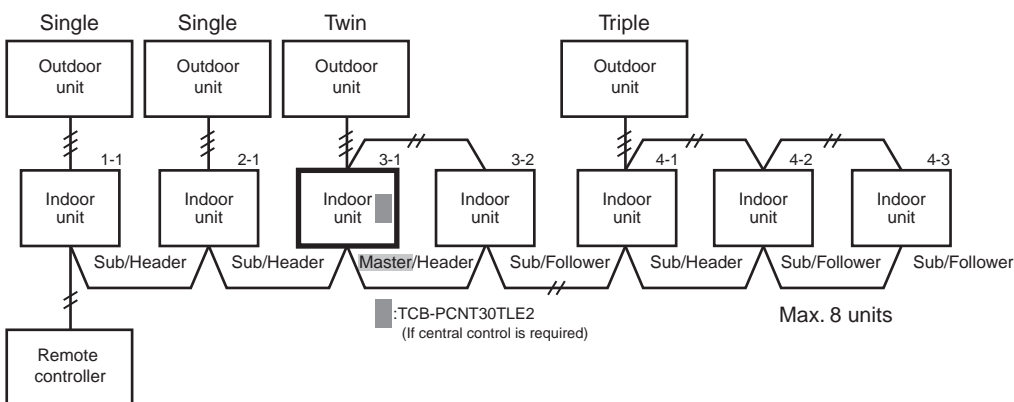 Single Single Twin Triple
Outdoor unit Outdoor unit Outdoor unit Outdoor unit
1-1 2-1 3-1 3-2 4-1 4-2 4-3
Indoor unit Indoor unit Indoor unit Indoor unit Indoor unit Indoor unit Indoor unit
Sub/Header Sub/Header Master/Header Sub/Follower Sub/Header Sub/Follower Sub/Follower
:TCB-PCNT30TLE2
(If central control is required)
Max. 8 units
Remote
controller